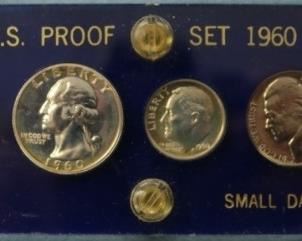 .S. PROOF SET 1960
LIBERTY
IN GOD WE
TRUST
1960
LIBERTY
SMALL DA